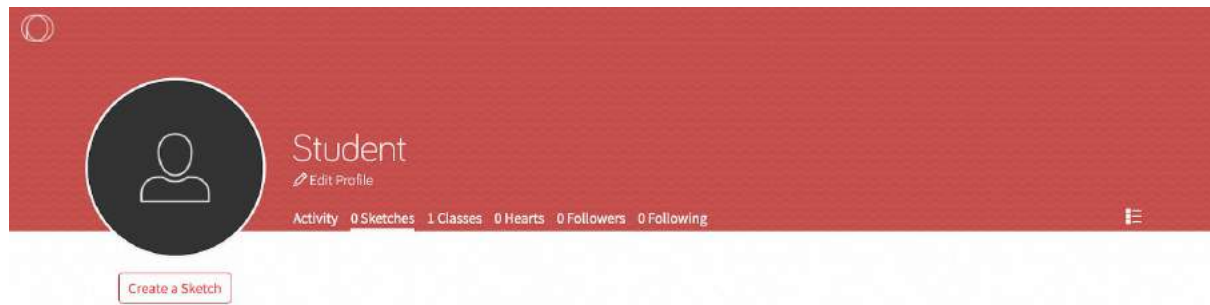 Student
Edit Profile
Activity 0 Sketches 1 Classes 0 Hearts 0 Followers 0 Following
Create a Sketch